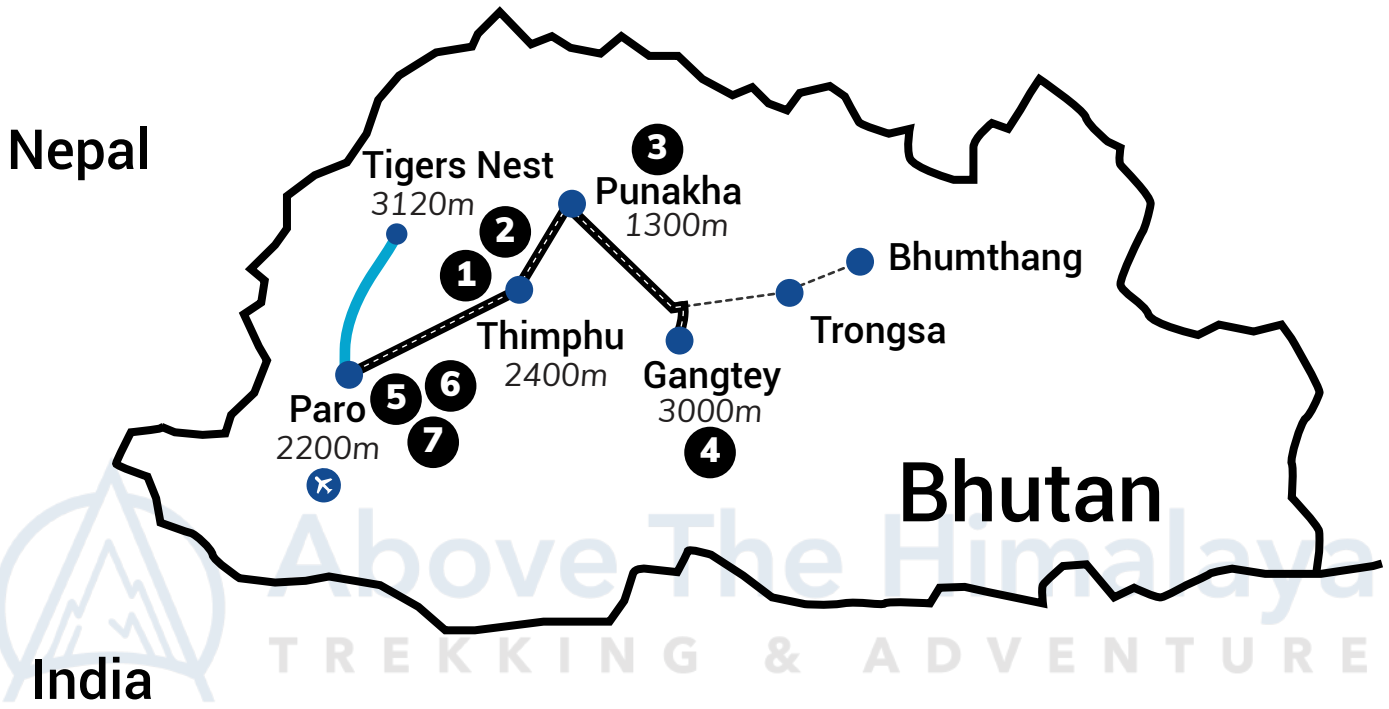 Nepal
Tigers Nest
3120m
3
Punakha
1300m
2
1
Bhumthang
Thimphu
2400m
Trongsa
Gangtey
3000m
4
Paro
2200m
5
6
7
Bhutan
Above The Himalaya
TREKKING & ADVENTURE
India